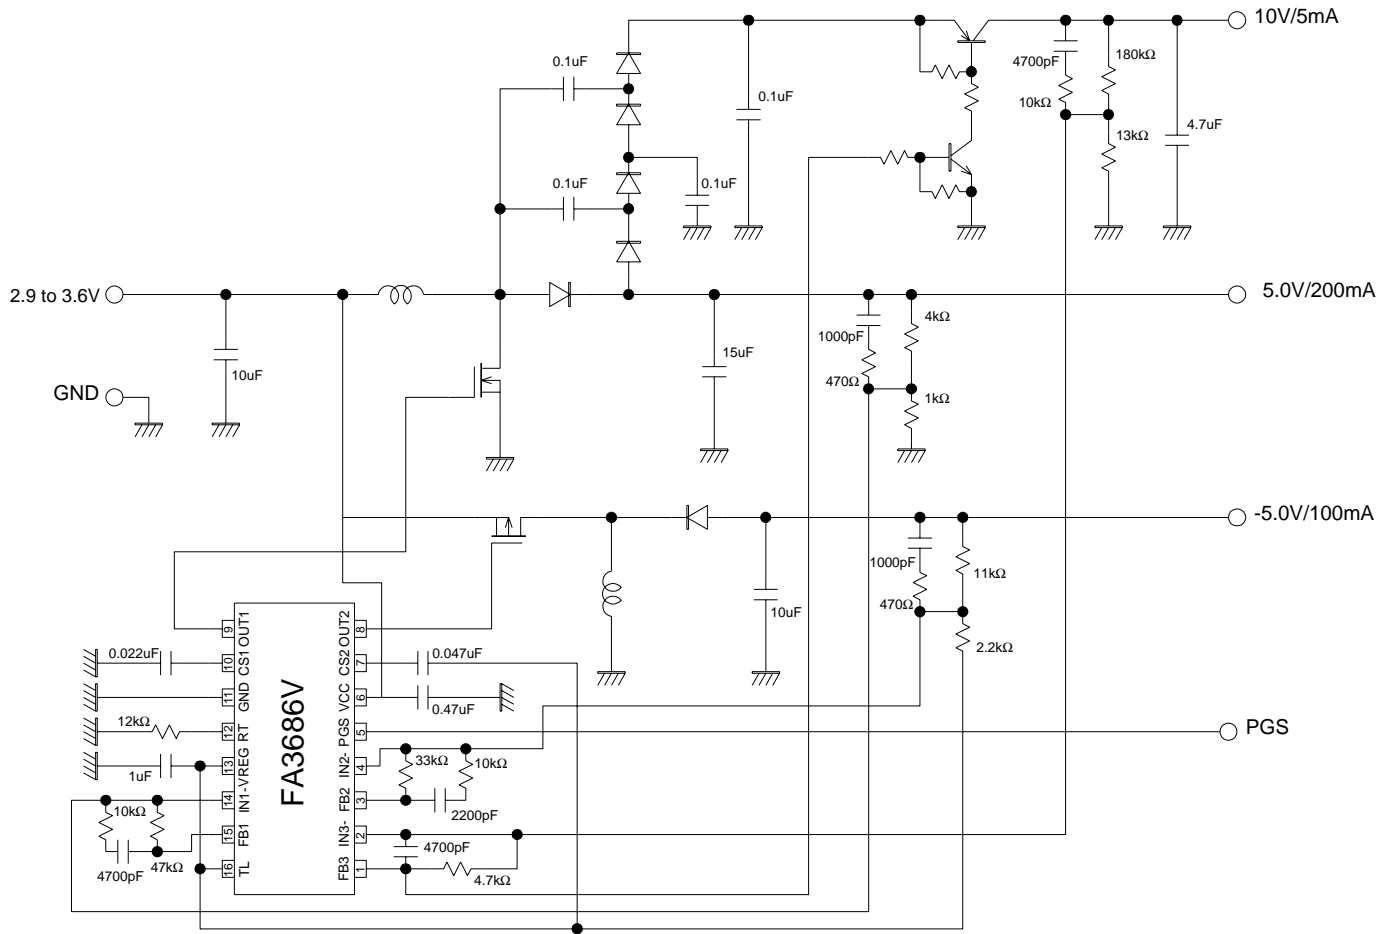 10V/5mA
0.1uF
4700pF
180kΩ
0.1uF
10kΩ
4.7uF
13kΩ
0.1uF
0.1uF
2.9 to 3.6V
5.0V/200mA
4kΩ
1000pF
15uF
10uF
470Ω
GND
1kΩ
-5.0V/100mA
1000pF
11kΩ
470Ω
10uF
2.2kΩ
9 OUT1
OUT2 8
0.022uF
10 CS1
CS2 7
0.047uF
11 GND
VCC 6
0.47uF
12kΩ
12 RT
PGS 5
PGS
1uF
13 VREG
IN2- 4
33kΩ
10kΩ
FA3686V
14 IN1-
FB2 3
2200pF
10kΩ
15 FB1
IN3- 2
4700pF
4700pF
47kΩ
16 TL
FB3 1
4.7kΩ